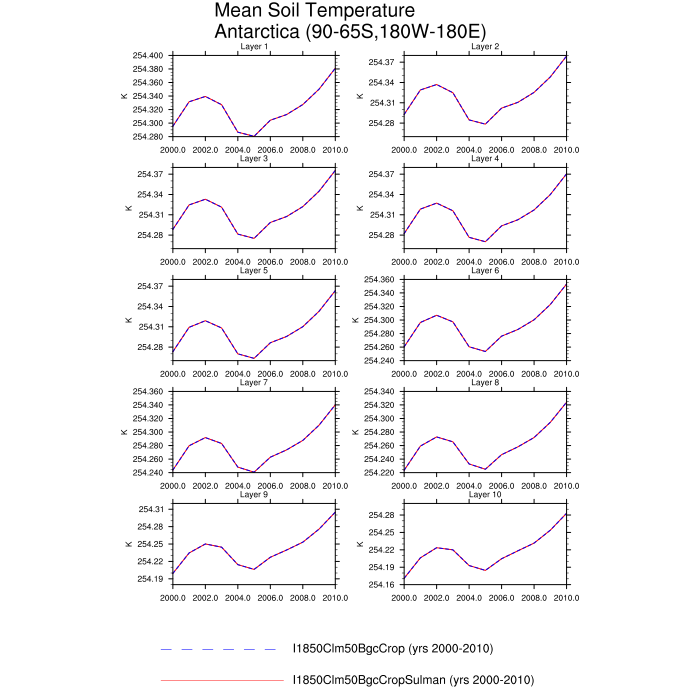 Mean Soil Temperature
Antarctica (90-65S,180W-180E)
Layer 1
Layer 2
254.400
254.380
254.360
254.340
254.320
254.300
254.280
K
2000.0 2002.0 2004.0 2006.0 2008.0 2010.0
254.37
254.34
254.31
254.28
K
2000.0 2002.0 2004.0 2006.0 2008.0 2010.0
Layer 3
Layer 4
254.37
254.34
254.31
254.28
K
2000.0 2002.0 2004.0 2006.0 2008.0 2010.0
254.37
254.34
254.31
254.28
K
2000.0 2002.0 2004.0 2006.0 2008.0 2010.0
Layer 5
Layer 6
254.37
254.34
254.31
254.28
K
2000.0 2002.0 2004.0 2006.0 2008.0 2010.0
254.360
254.340
254.320
254.300
254.280
254.260
254.240
K
2000.0 2002.0 2004.0 2006.0 2008.0 2010.0
Layer 7
Layer 8
254.360
254.340
254.320
254.300
254.280
254.260
254.240
K
2000.0 2002.0 2004.0 2006.0 2008.0 2010.0
254.340
254.320
254.300
254.280
254.260
254.240
254.220
K
2000.0 2002.0 2004.0 2006.0 2008.0 2010.0
Layer 9
Layer 10
254.31
254.28
254.25
254.22
254.19
K
2000.0 2002.0 2004.0 2006.0 2008.0 2010.0
254.28
254.25
254.22
254.19
254.16
K
2000.0 2002.0 2004.0 2006.0 2008.0 2010.0
I1850Clm50BgcCrop (yrs 2000-2010)
I1850Clm50BgcCropSulman (yrs 2000-2010)